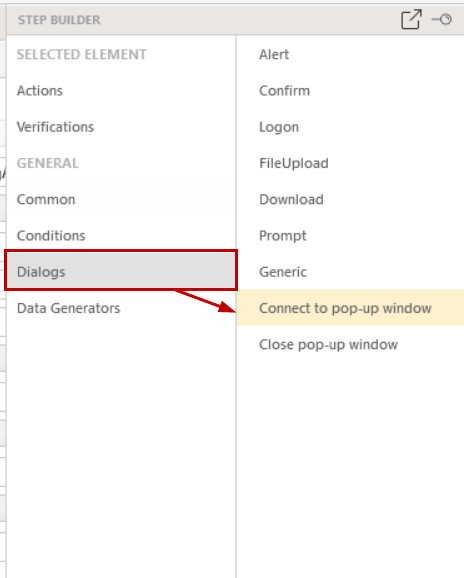 STEP BUILDER
SELECTED ELEMENT
Actions
Verifications
GENERAL
Common
Conditions
Dialogs
Data Generators
Alert
Confirm
Logon
FileUpload
Download
Prompt
Generic
Connect to pop-up window
Close pop-up window